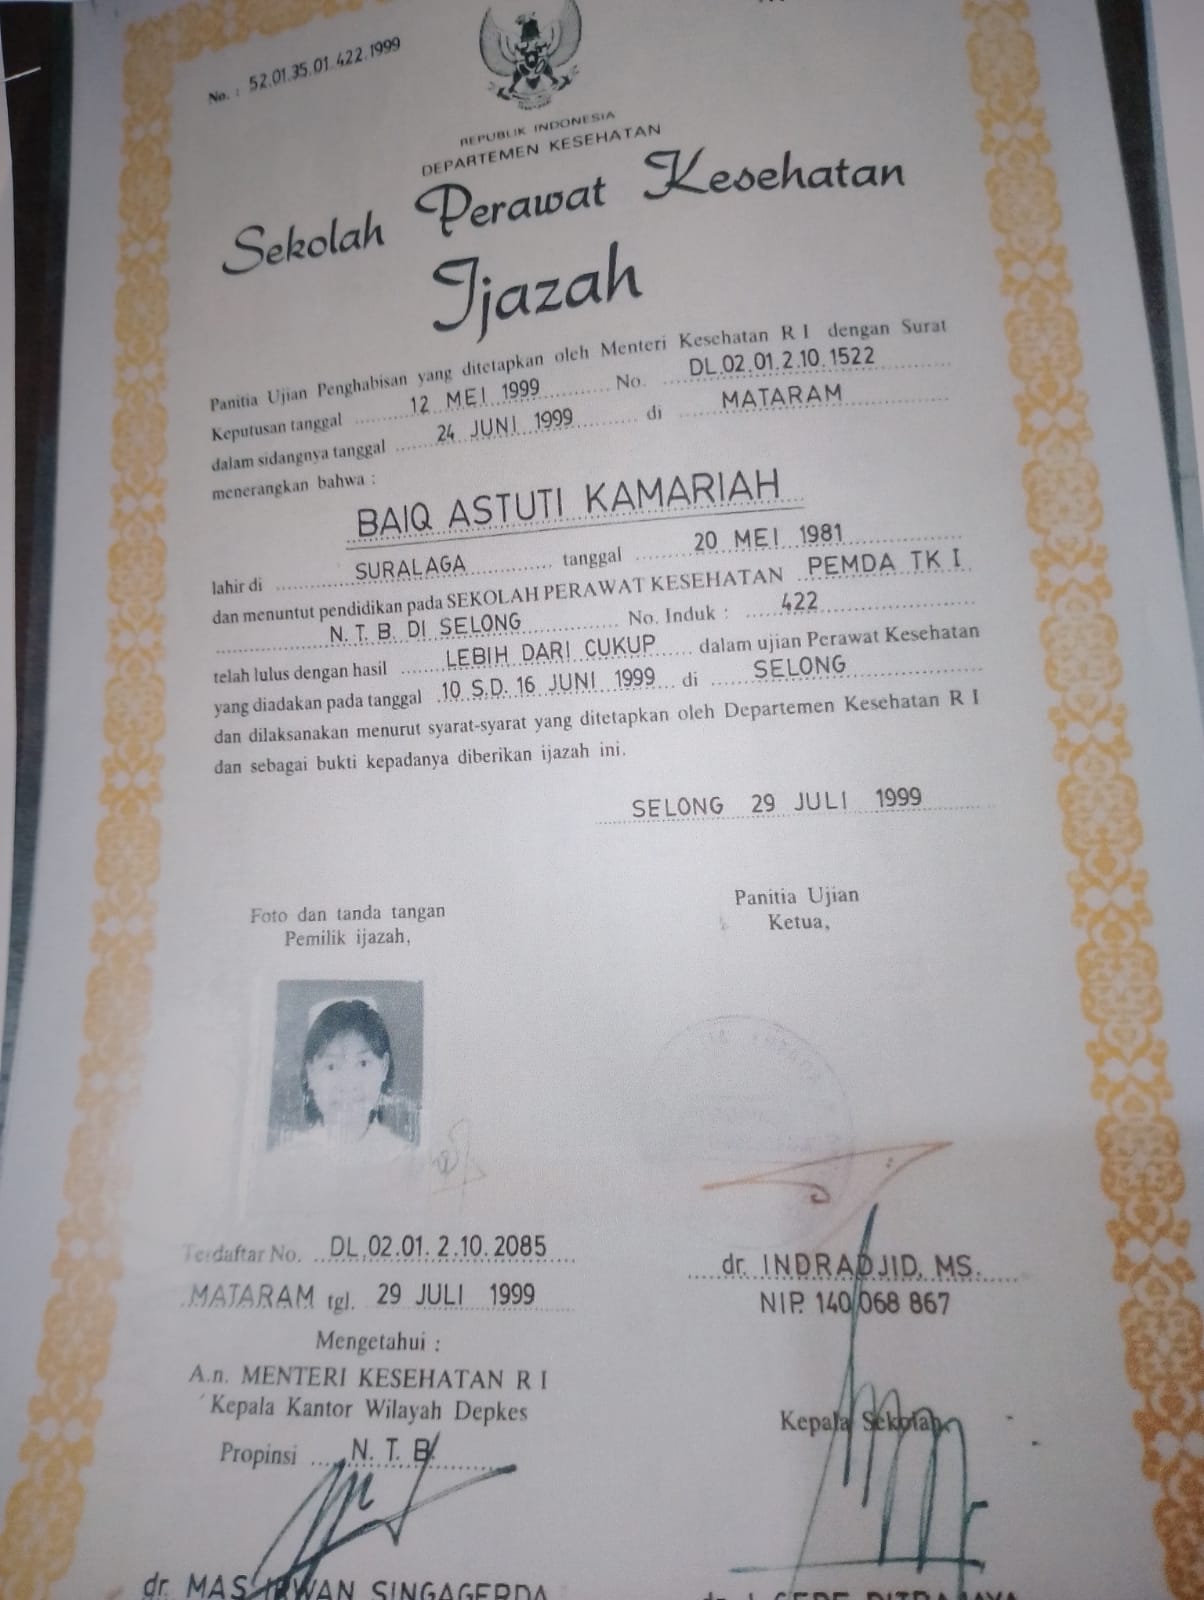 No. : 52.01.35.01.422.1999
REPUBLIK INDONESIA
DEPARTEMEN KESEHATAN
Sekolah Perawat Kesehatan
Ijazah
Panitia Ujian Penghabisan yang ditetapkan oleh Menteri Kesehatan R I dengan Surat
Keputusan tanggal 12 MEI 1999 No. DL.02.01.2.10.1522
dalam sidangnya tanggal 24 JUNI 1999 di MATARAM
menerangkan bahwa :
BAIQ ASTUTI KAMARIAH
lahir di SURALAGA tanggal 20 MEI 1981
dan menuntut pendidikan pada SEKOLAH PERAWAT KESEHATAN PEMDA TK I
N. T. B. DI SELONG No. Induk : 422
telah lulus dengan hasil LEBIH DARI CUKUP dalam ujian Perawat Kesehatan
yang diadakan pada tanggal 10 S.D. 16 JUNI 1999 di SELONG
dan dilaksanakan menurut syarat-syarat yang ditetapkan oleh Departemen Kesehatan R I
dan sebagai bukti kepadanya diberikan ijazah ini.
SELONG 29 JULI 1999
Foto dan tanda tangan
Pemilik ijazah,
Panitia Ujian
Ketua,
Terdaftar No. DL.02.01.2.10.2085
MATARAM tgl. 29 JULI 1999
Mengetahui :
A.n. MENTERI KESEHATAN R I
Kepala Kantor Wilayah Depkes
Propinsi N. T. B.
dr. MAS IRWAN SINGAGERDA
dr. INDRADJID, MS.
NIP. 140 068 867
Kepala Sekolah